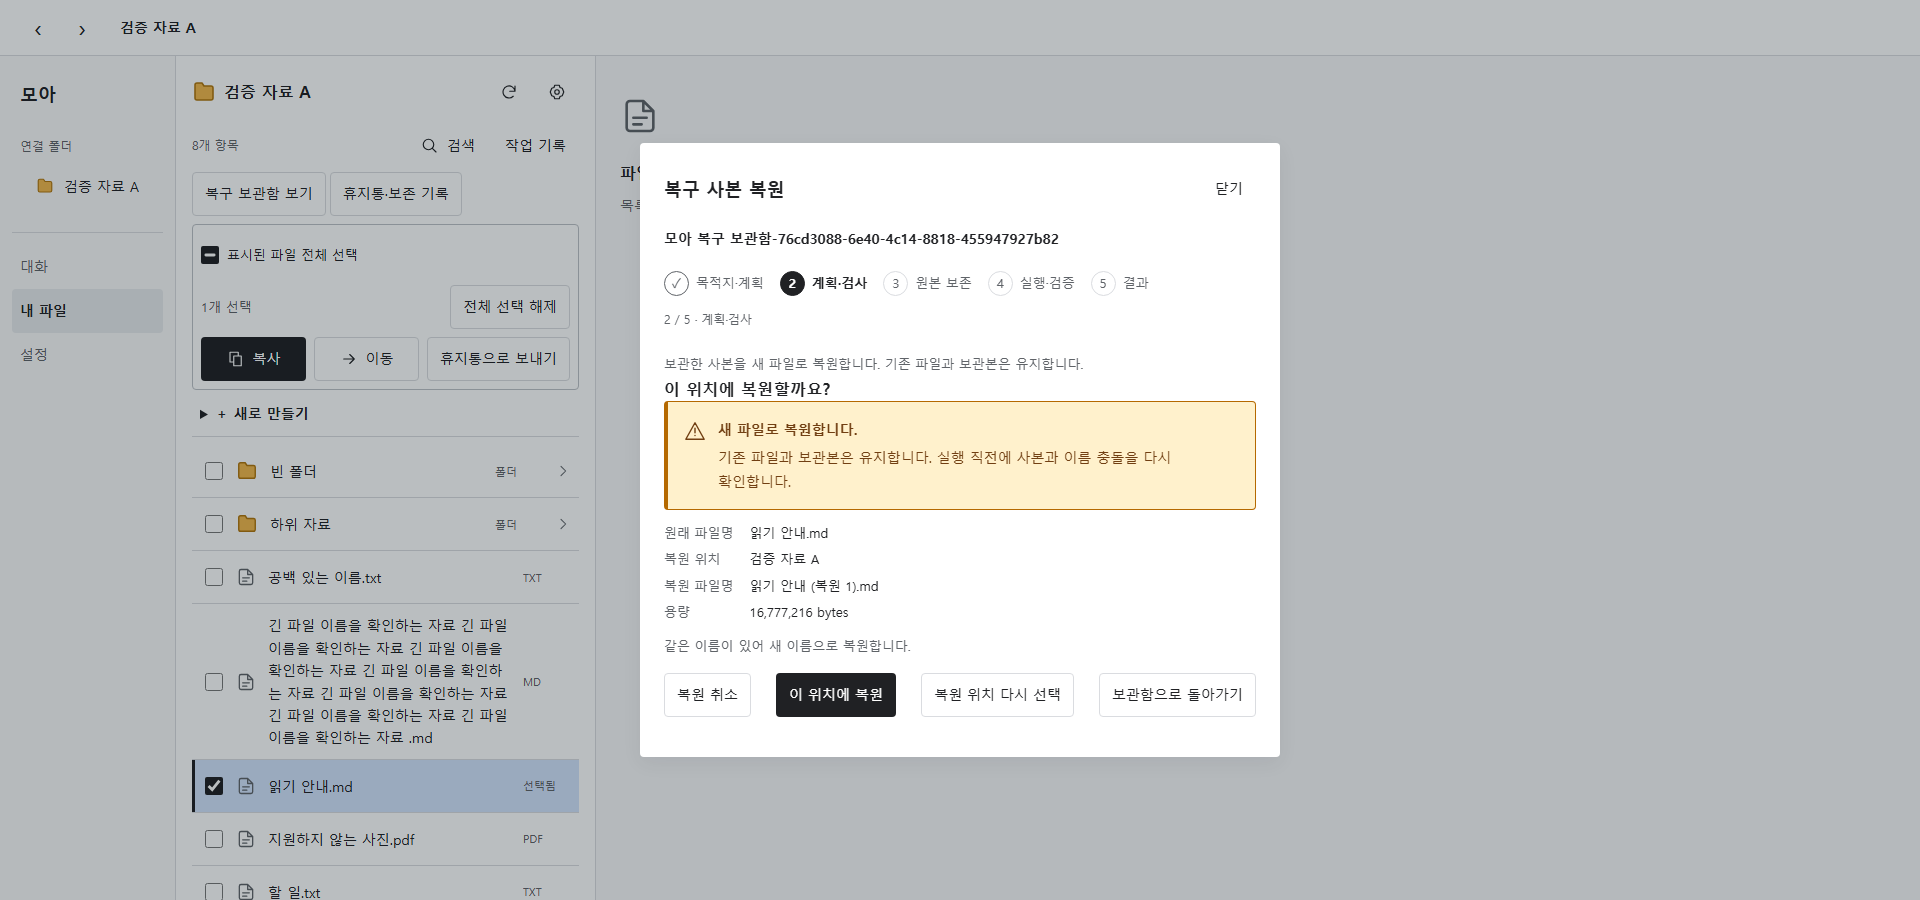 검증 자료 A
모아
연결 폴더
검증 자료 A
대화
내 파일
설정
검증 자료 A
8개 항목
검색
작업 기록
복구 보관함 보기
휴지통·보존 기록
표시된 파일 전체 선택
1개 선택
전체 선택 해제
복사
이동
휴지통으로 보내기
+ 새로 만들기
빈 폴더
폴더
하위 자료
폴더
공백 있는 이름.txt
TXT
긴 파일 이름을 확인하는 자료 긴 파일
이름을 확인하는 자료 긴 파일 이름을
확인하는 자료 긴 파일 이름을 확인하
는 자료 긴 파일 이름을 확인하는 자료
긴 파일 이름을 확인하는 자료 긴 파일
이름을 확인하는 자료 .md
MD
읽기 안내.md
선택됨
지원하지 않는 사진.pdf
PDF
할 일.txt
TXT
복구 사본 복원
닫기
모아 복구 보관함-76cd3088-6e40-4c14-8818-455947927b82
목적지·계획
2 계획·검사
3 원본 보존
4 실행·검증
5 결과
2 / 5 · 계획·검사
보관한 사본을 새 파일로 복원합니다. 기존 파일과 보관본은 유지합니다.
이 위치에 복원할까요?
새 파일로 복원합니다.
기존 파일과 보관본은 유지합니다. 실행 직전에 사본과 이름 충돌을 다시
확인합니다.
원래 파일명 읽기 안내.md
복원 위치 검증 자료 A
복원 파일명 읽기 안내 (복원 1).md
용량 16,777,216 bytes
같은 이름이 있어 새 이름으로 복원합니다.
복원 취소
이 위치에 복원
복원 위치 다시 선택
보관함으로 돌아가기